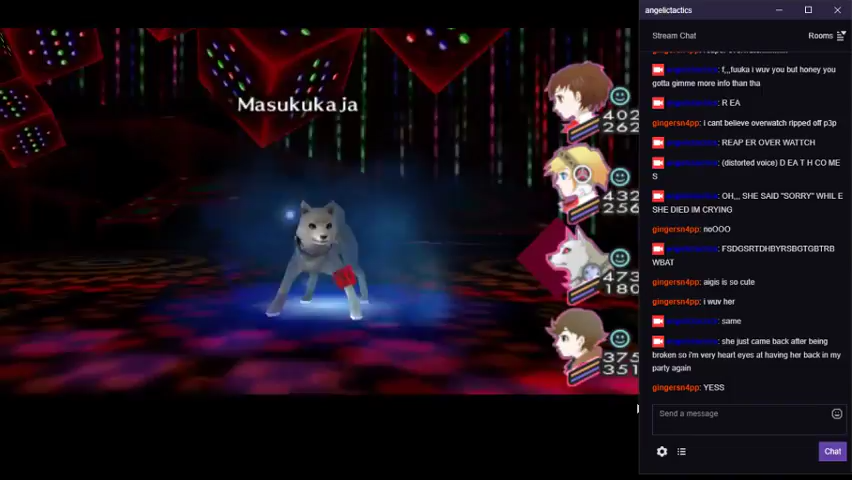 angelictactics
Stream Chat
Rooms
Masukukaja
402
262
432
256
473
180
375
351
: f,,,fuuka i wuv you but honey you
gotta gimme more info than tha
: R EA
gingersn4pp: i cant believe overwatch ripped off p3p
: REAP ER OVER WATTCH
: (distorted voice) D EA T H CO ME
S
: OH,,, SHE SAID "SORRY" WHIL E
SHE DIED IM CRYING
gingersn4pp: noOOO
: FSDGSRTDHBYRSBGTGBTRB
WBAT
gingersn4pp: aigis is so cute
gingersn4pp: i wuv her
: same
: she just came back after being
broken so i'm very heart eyes at having her back in my
party again
gingersn4pp: YESS
Send a message
Chat